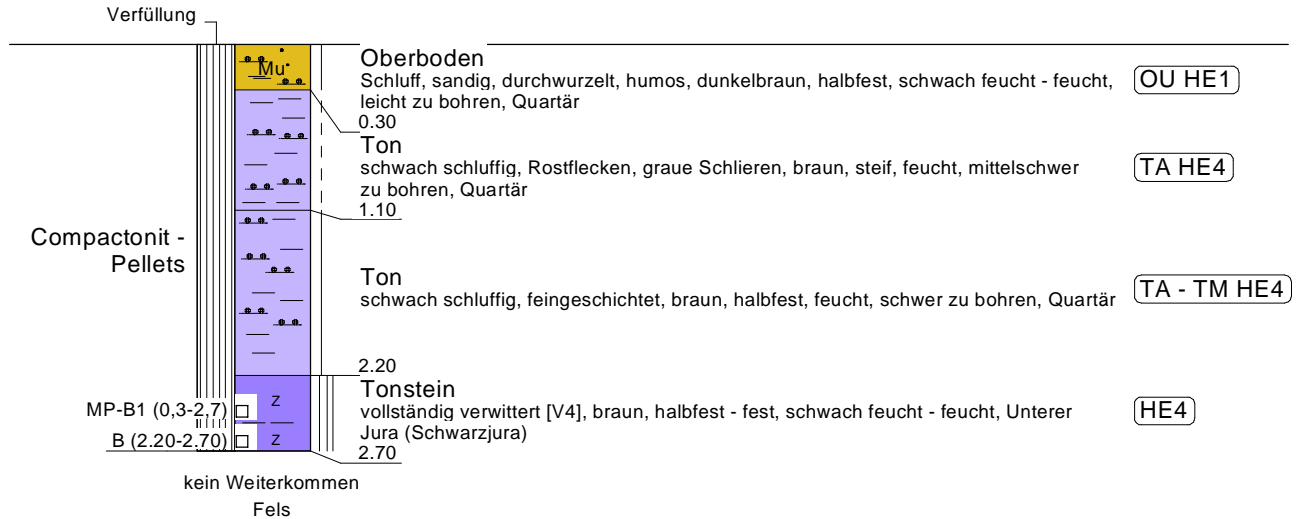 Verfüllung
Mu
Oberboden
Schluff, sandig, durchwurzelt, humos, dunkelbraun, halbfest, schwach feucht - feucht,
leicht zu bohren, Quartär
0.30
OU HE1
Ton
schwach schluffig, Rostflecken, graue Schlieren, braun, steif, feucht, mittelschwer
zu bohren, Quartär
1.10
TA HE4
Compactonit -
Pellets
Ton
schwach schluffig, feingeschichtet, braun, halbfest, feucht, schwer zu bohren, Quartär
2.20
TA - TM HE4
Tonstein
vollständig verwittert [V4], braun, halbfest - fest, schwach feucht - feucht, Unterer
Jura (Schwarzjura)
2.70
HE4
MP-B1 (0,3-2,7)
Z
B (2.20-2.70)
Z
kein Weiterkommen
Fels